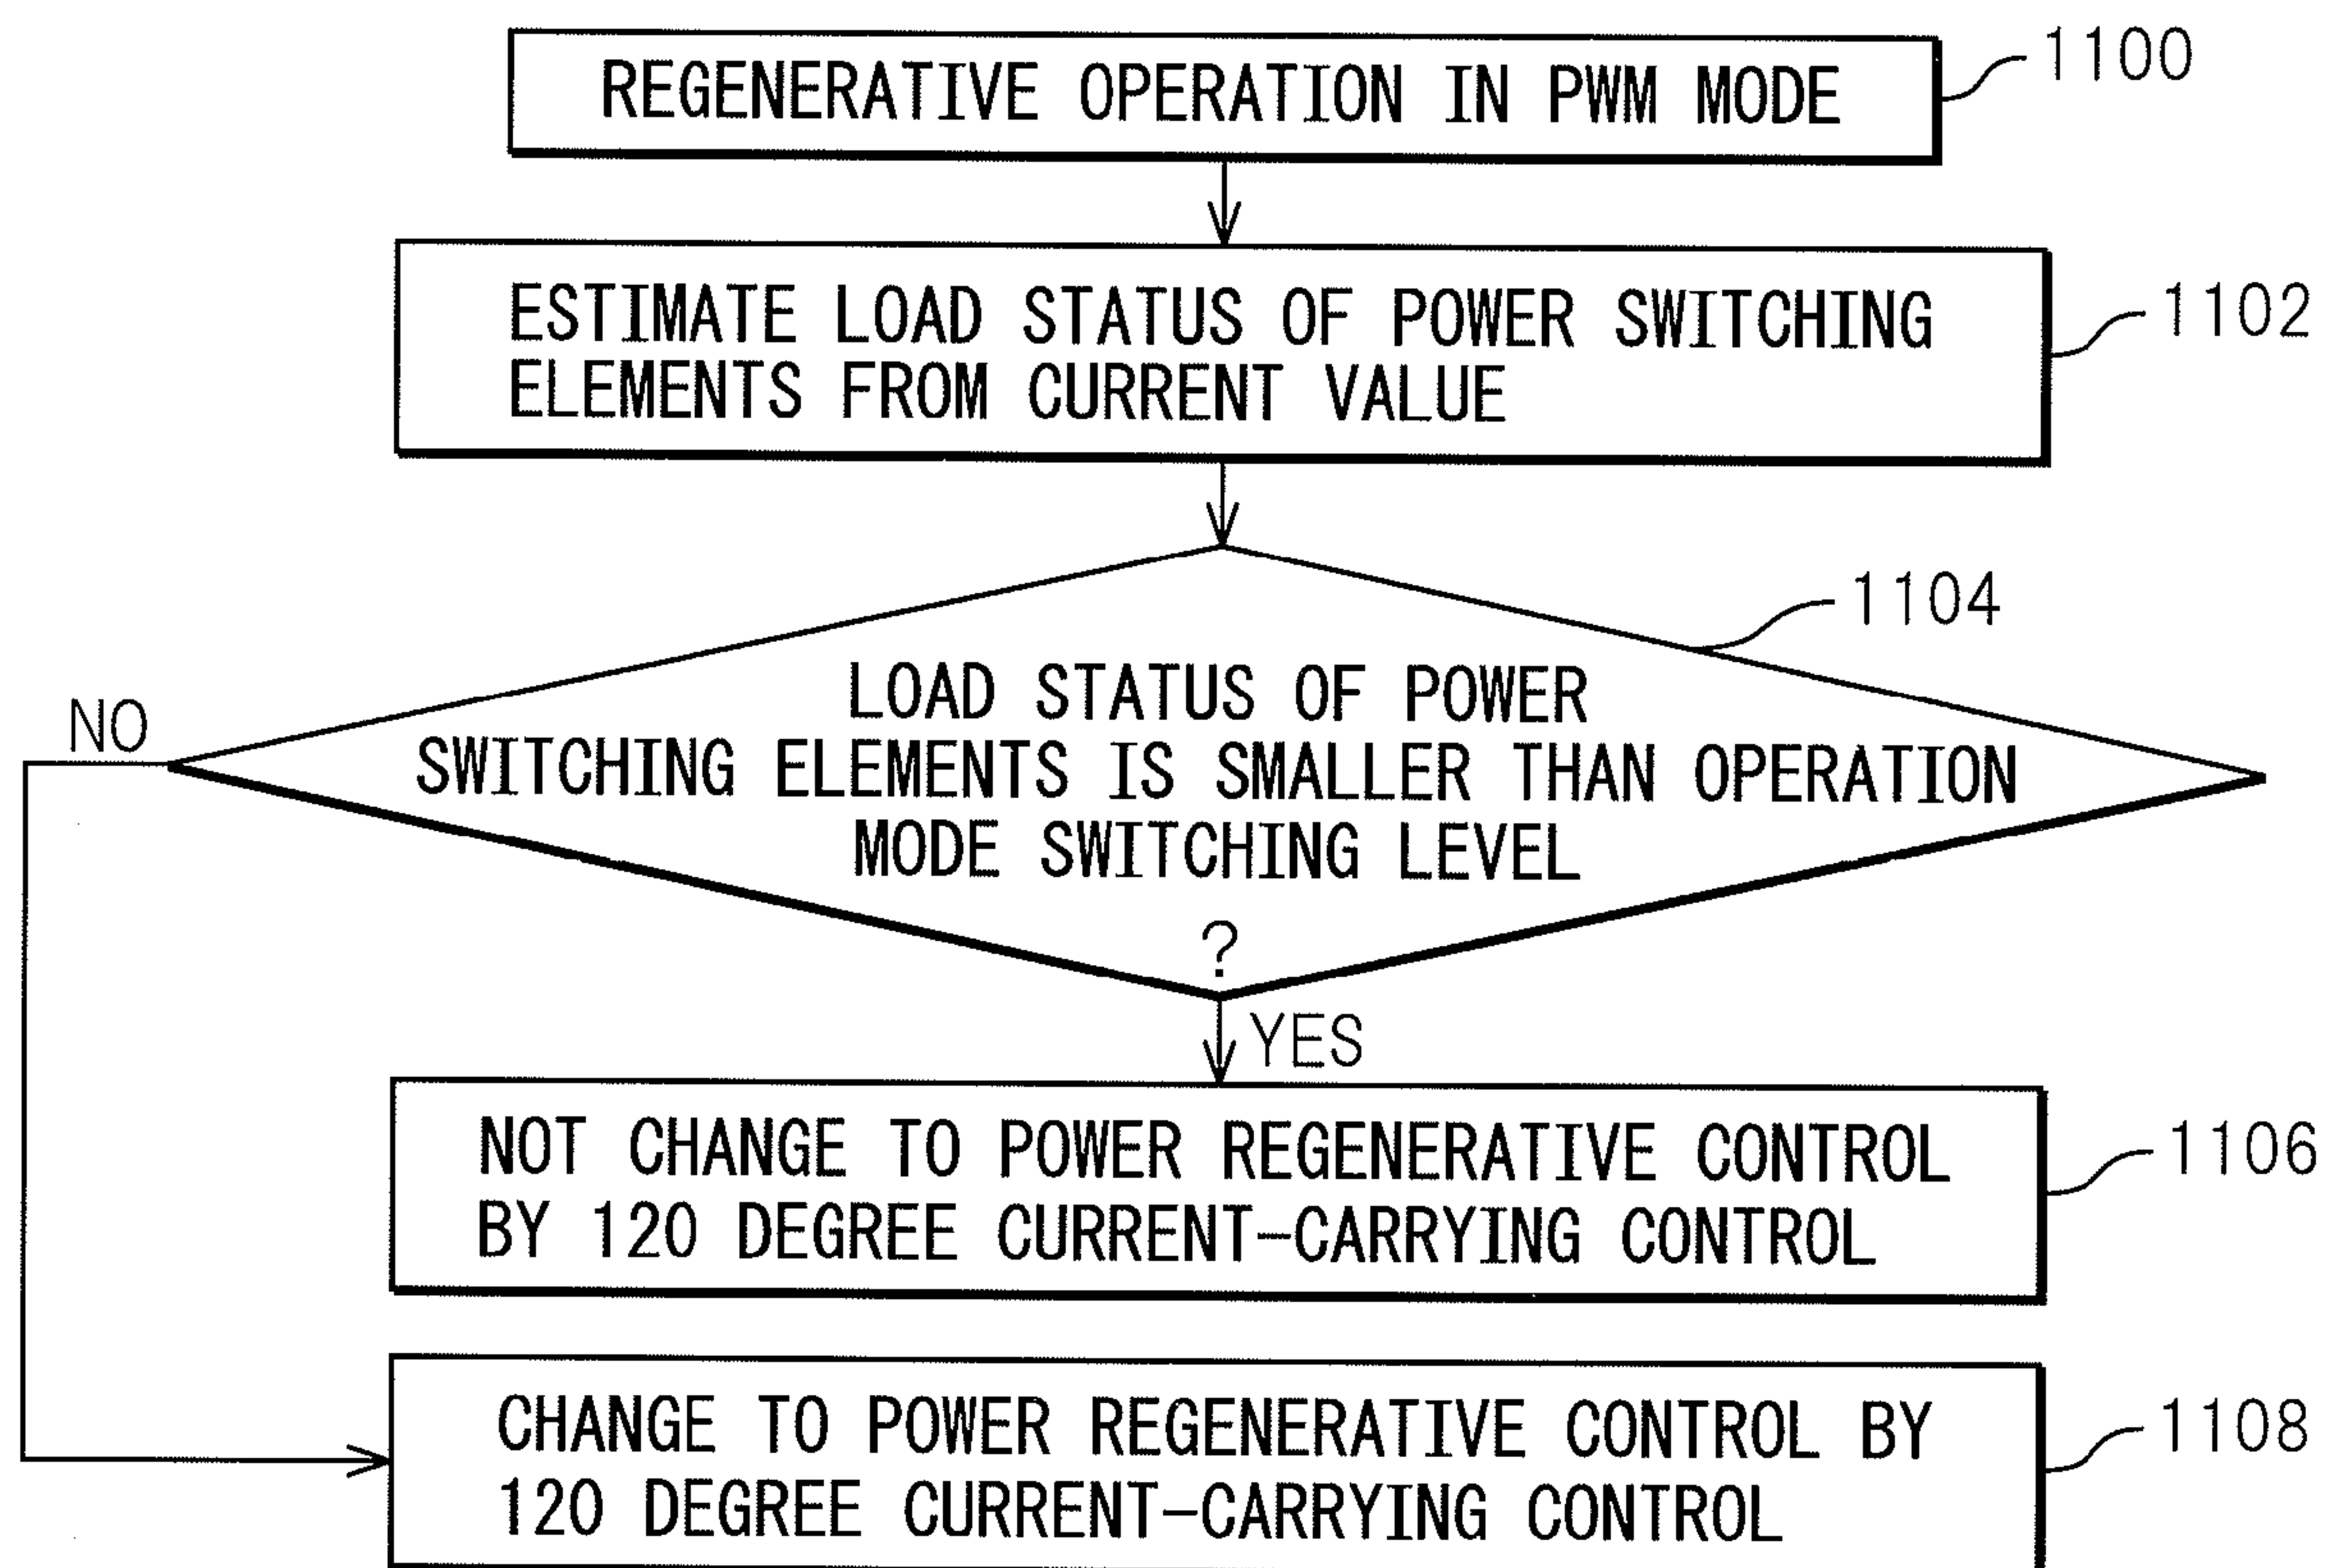 REGENERATIVE OPERATION IN PWM MODE
1100
ESTIMATE LOAD STATUS OF POWER SWITCHING
ELEMENTS FROM CURRENT VALUE
1102
1104
LOAD STATUS OF POWER
SWITCHING ELEMENTS IS SMALLER THAN OPERATION
MODE SWITCHING LEVEL
?
NO
YES
NOT CHANGE TO POWER REGENERATIVE CONTROL
BY 120 DEGREE CURRENT-CARRYING CONTROL
1106
CHANGE TO POWER REGENERATIVE CONTROL BY
120 DEGREE CURRENT-CARRYING CONTROL
1108